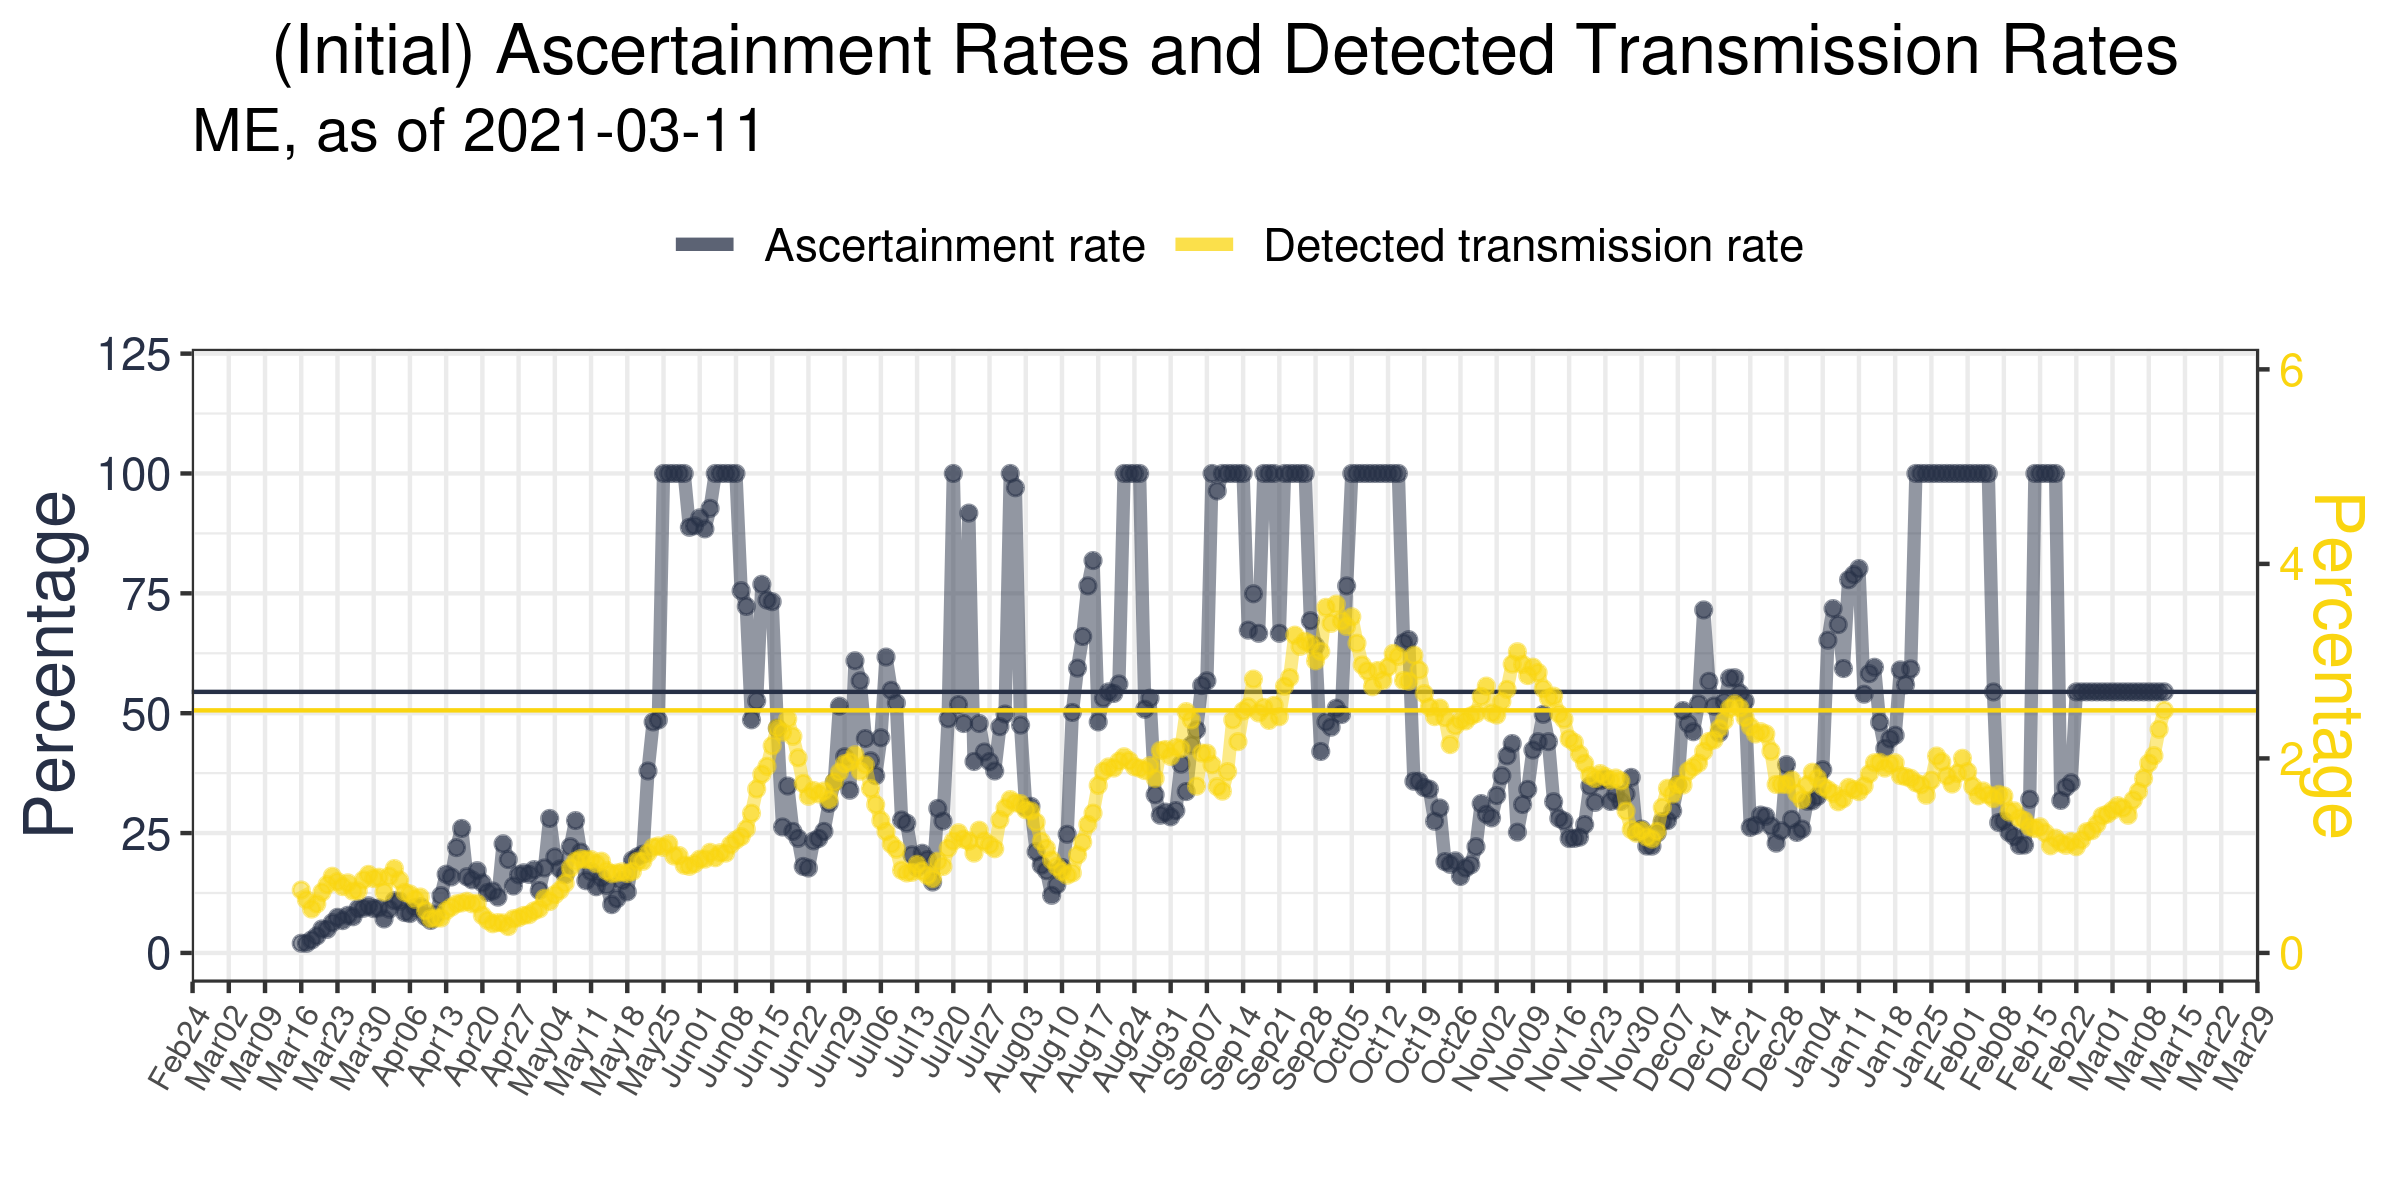 (Initial) Ascertainment Rates and Detected Transmission Rates
ME, as of 2021-03-11
Ascertainment rate
Detected transmission rate
Percentage
125
100
75
50
25
0
6
4
2
0
Percentage
Feb24
Mar02
Mar09
Mar16
Mar23
Mar30
Apr06
Apr13
Apr20
Apr27
May04
May11
May18
May25
Jun01
Jun08
Jun15
Jun22
Jun29
Jul06
Jul13
Jul20
Jul27
Aug03
Aug10
Aug17
Aug24
Aug31
Sep07
Sep14
Sep21
Sep28
Oct05
Oct12
Oct19
Oct26
Nov02
Nov09
Nov16
Nov23
Nov30
Dec07
Dec14
Dec21
Dec28
Jan04
Jan11
Jan18
Jan25
Feb01
Feb08
Feb15
Feb22
Mar01
Mar08
Mar15
Mar22
Mar29